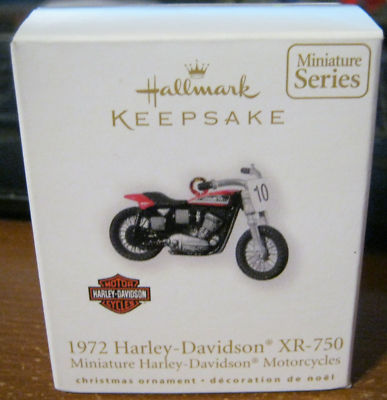 Hallmark
KEEPSAKE
Miniature
Series
10
MOTOR
HARLEY-DAVIDSON
CYCLES
1972 Harley-Davidson® XR-750
Miniature Harley-Davidson® Motorcycles
christmas ornament • décoration de noël